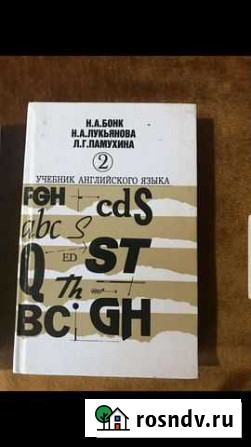 Н.А.БОНК
Н.А.ЛУКЬЯНОВА
Л.Г.ПАМУХИНА
2
УЧЕБНИК АНГЛИЙСКОГО ЯЗЫКА
FGH
cdS
abc S
Q
ED
ST
Th
BC
GH
rosndv.ru